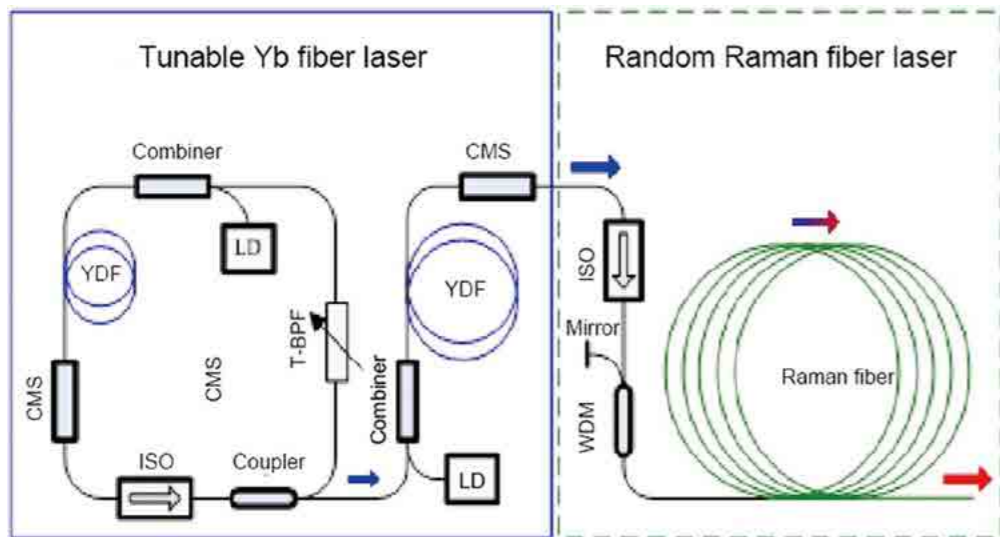 Tunable Yb fiber laser
Random Raman fiber laser
Combiner
CMS
LD
YDF
YDF
ISO
T-BPF
Mirror
CMS
CMS
Combiner
Raman fiber
WDM
ISO
Coupler
LD